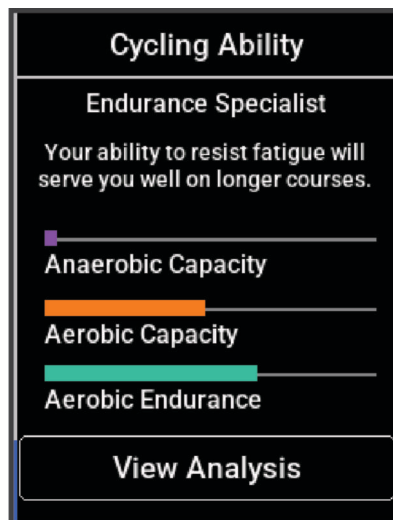 Cycling Ability
Endurance Specialist
Your ability to resist fatigue will
serve you well on longer courses.
Anaerobic Capacity
Aerobic Capacity
Aerobic Endurance
View Analysis